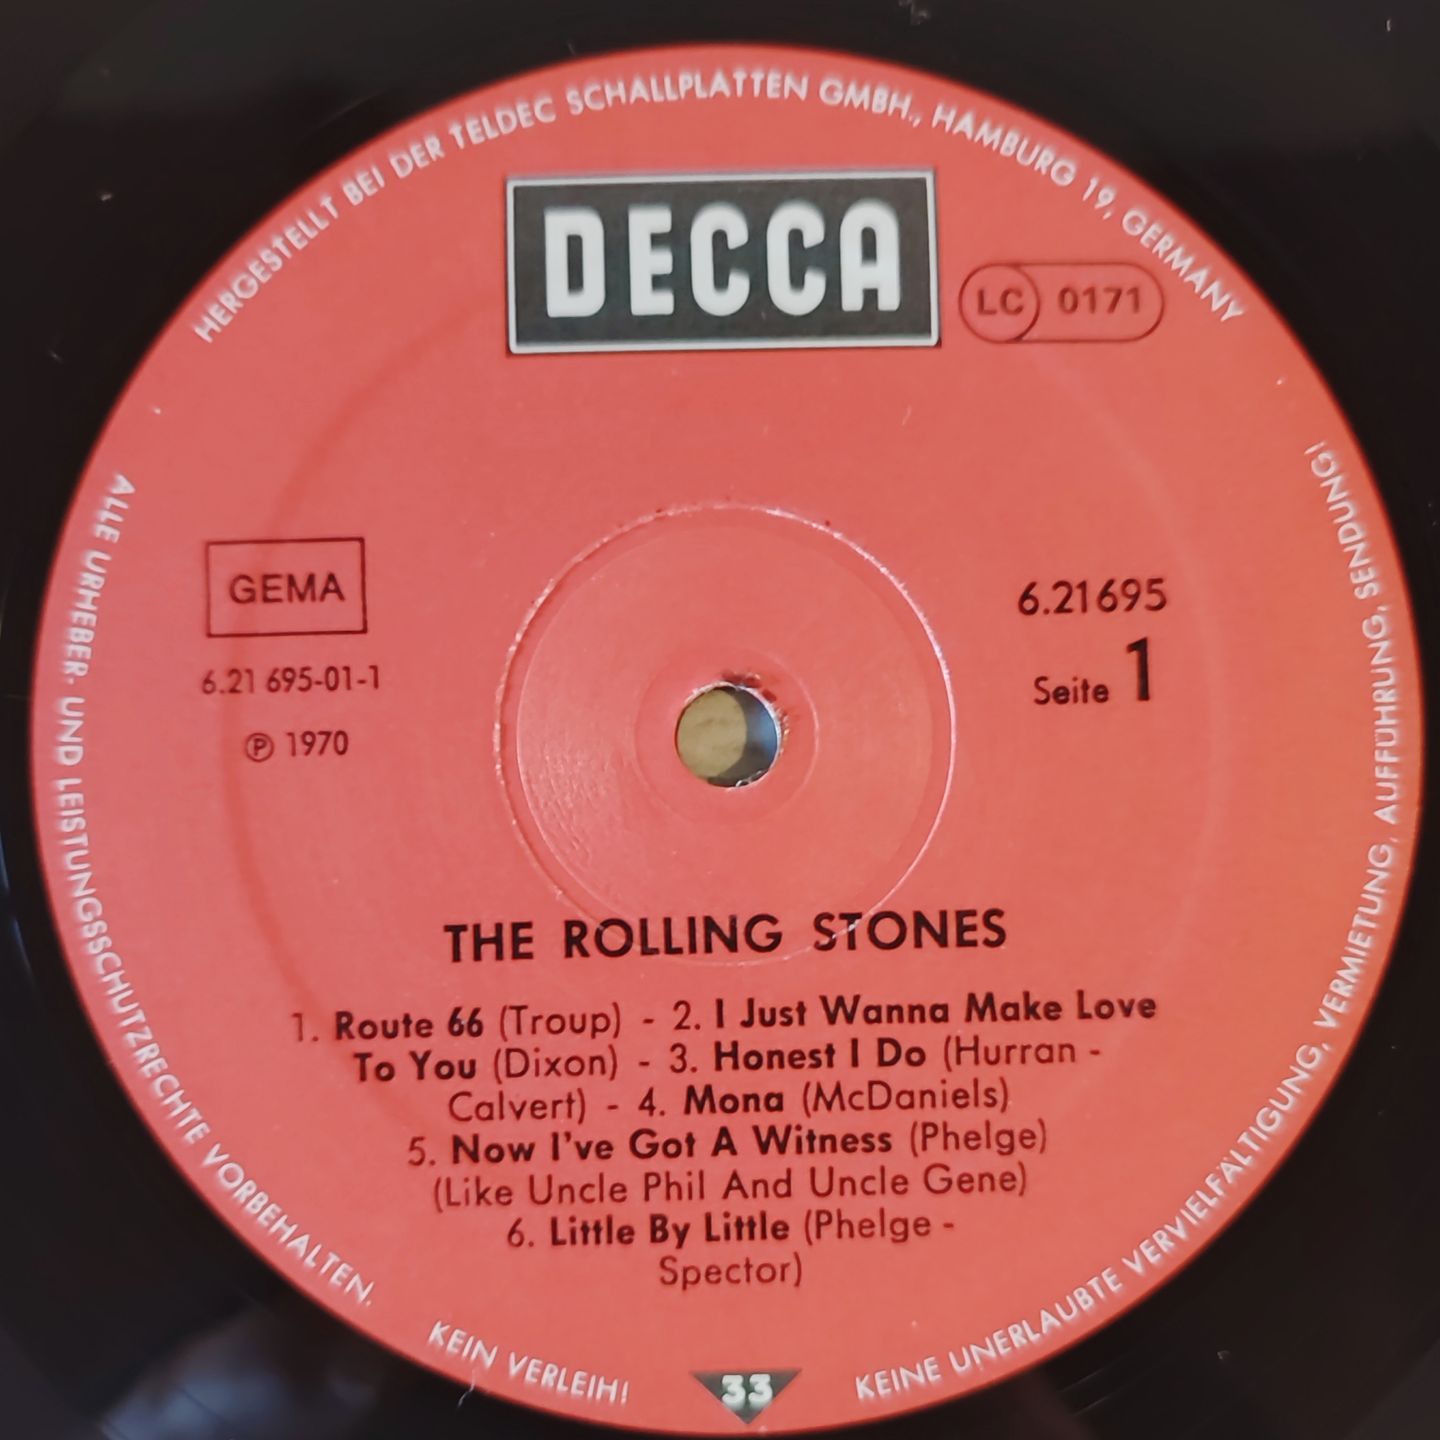 HERGESTELLT BEI DER TELDEC SCHALLPLATTEN GMBH., HAMBURG 19, GERMANY
DECCA
LC 0171
GEMA
6.21 695-01-1
℗ 1970
6.21695
Seite 1
THE ROLLING STONES
1. Route 66 (Troup) - 2. I Just Wanna Make Love
To You (Dixon) - 3. Honest I Do (Hurran -
Calvert) - 4. Mona (McDaniels)
5. Now I've Got A Witness (Phelge)
(Like Uncle Phil And Uncle Gene)
6. Little By Little (Phelge -
Spector)
ALLE URHEBER- UND LEISTUNGSSCHUTZRECHTE VORBEHALTEN.
KEIN VERLEIH!
33
KEINE UNERLAUBTE VERVIELFÄLTIGUNG, VERMIETUNG, AUFFÜHRUNG, SENDUNG!